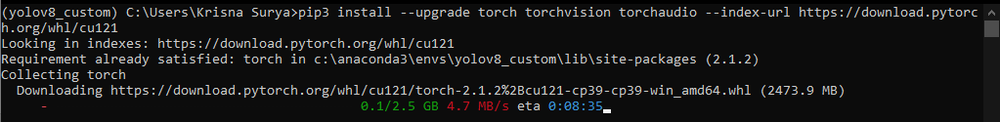 (yolov8_custom) C:\Users\Krisna Surya>pip3 install --upgrade torch torchvision torchaudio --index-url https://download.pytorc
h.org/whl/cu121
Looking in indexes: https://download.pytorch.org/whl/cu121
Requirement already satisfied: torch in c:\anaconda3\envs\yolov8_custom\lib\site-packages (2.1.2)
Collecting torch
  Downloading https://download.pytorch.org/whl/cu121/torch-2.1.2%2Bcu121-cp39-cp39-win_amd64.whl (2473.9 MB)
     - 0.1/2.5 GB 4.7 MB/s eta 0:08:35